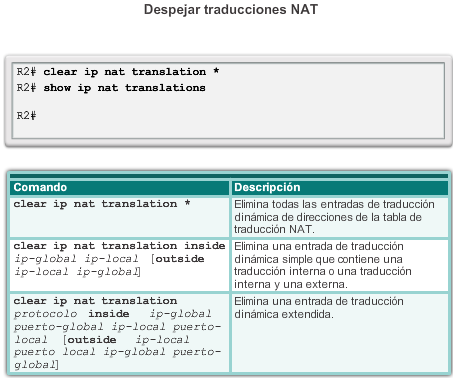 Despejar traducciones NAT
R2# clear ip nat translation *
R2# show ip nat translations
R2#
Comando
Descripción
clear ip nat translation *
Elimina todas las entradas de traducción
dinámica de direcciones de la tabla de
traducción NAT.
clear ip nat translation inside
ip-global ip-local [outside
ip-local ip-global]
Elimina una entrada de traducción
dinámica simple que contiene una
traducción interna o una traducción
interna y una externa.
clear ip nat translation
protocolo inside ip-global
puerto-global ip-local puerto-
local [outside ip-local
puerto local ip-global puerto-
global]
Elimina una entrada de traducción
dinámica extendida.